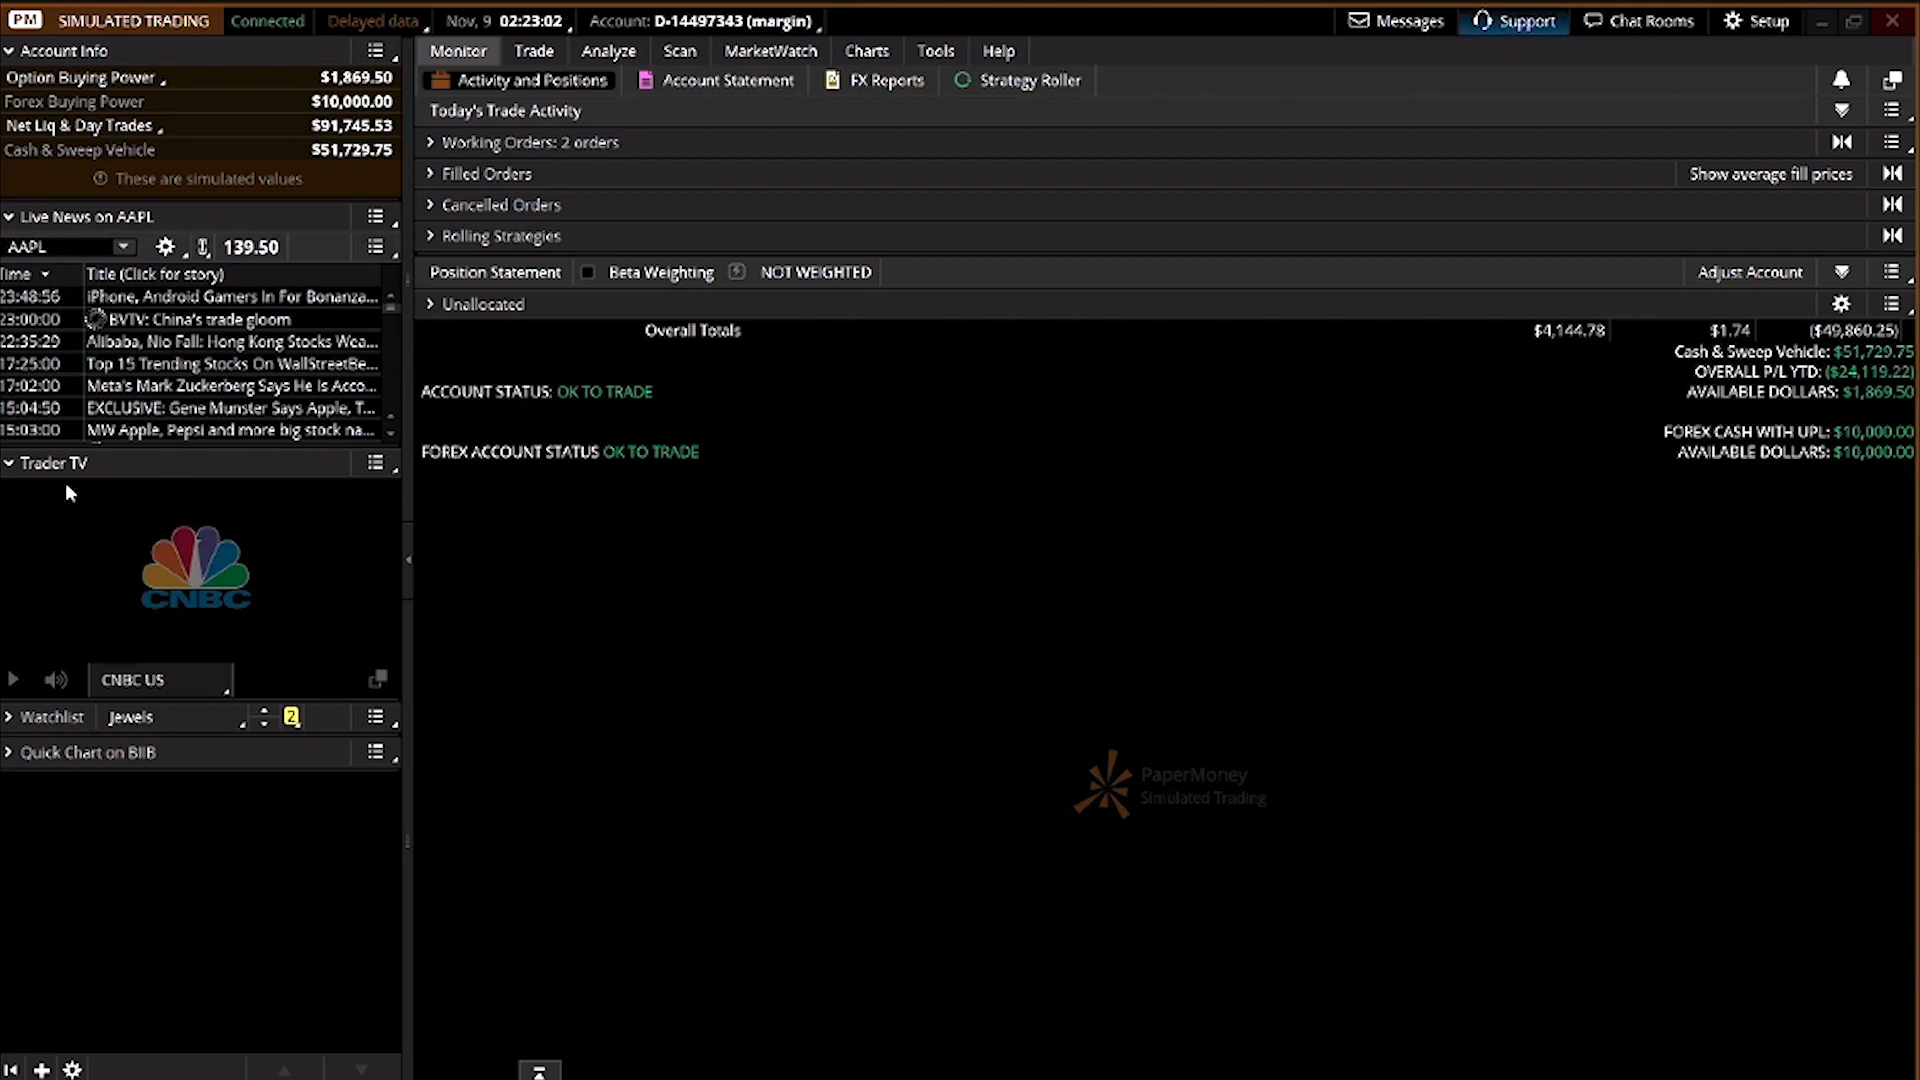 PM SIMULATED TRADING Connected Delayed data Nov, 9 02:23:02 Account: D-14497343 (margin) Messages Support Chat Rooms Setup
Account Info
Option Buying Power $1,869.50
Forex Buying Power $10,000.00
Net Liq & Day Trades $91,745.53
Cash & Sweep Vehicle $51,729.75
These are simulated values
Live News on AAPL
AAPL 139.50
Time Title (Click for story)
23:48:56 iPhone, Android Gamers In For Bonanza...
23:00:00 BVTV: China's trade gloom
22:35:29 Alibaba, Nio Fall: Hong Kong Stocks Wea...
17:25:00 Top 15 Trending Stocks On WallStreetBe...
17:02:00 Meta's Mark Zuckerberg Says He Is Acco...
15:04:50 EXCLUSIVE: Gene Munster Says Apple, T...
15:03:00 MW Apple, Pepsi and more big stock na...
Trader TV
CNBC
CNBC US
Watchlist Jewels 2
Quick Chart on BIIB
Monitor Trade Analyze Scan MarketWatch Charts Tools Help
Activity and Positions Account Statement FX Reports Strategy Roller
Today's Trade Activity
Working Orders: 2 orders
Filled Orders Show average fill prices
Cancelled Orders
Rolling Strategies
Position Statement Beta Weighting NOT WEIGHTED Adjust Account
Unallocated
Overall Totals $4,144.78 $1.74 ($49,860.25)
Cash & Sweep Vehicle: $51,729.75
OVERALL P/L YTD: ($24,119.22)
ACCOUNT STATUS: OK TO TRADE AVAILABLE DOLLARS: $1,869.50
FOREX CASH WITH UPL: $10,000.00
FOREX ACCOUNT STATUS OK TO TRADE AVAILABLE DOLLARS: $10,000.00
PaperMoney
Simulated Trading